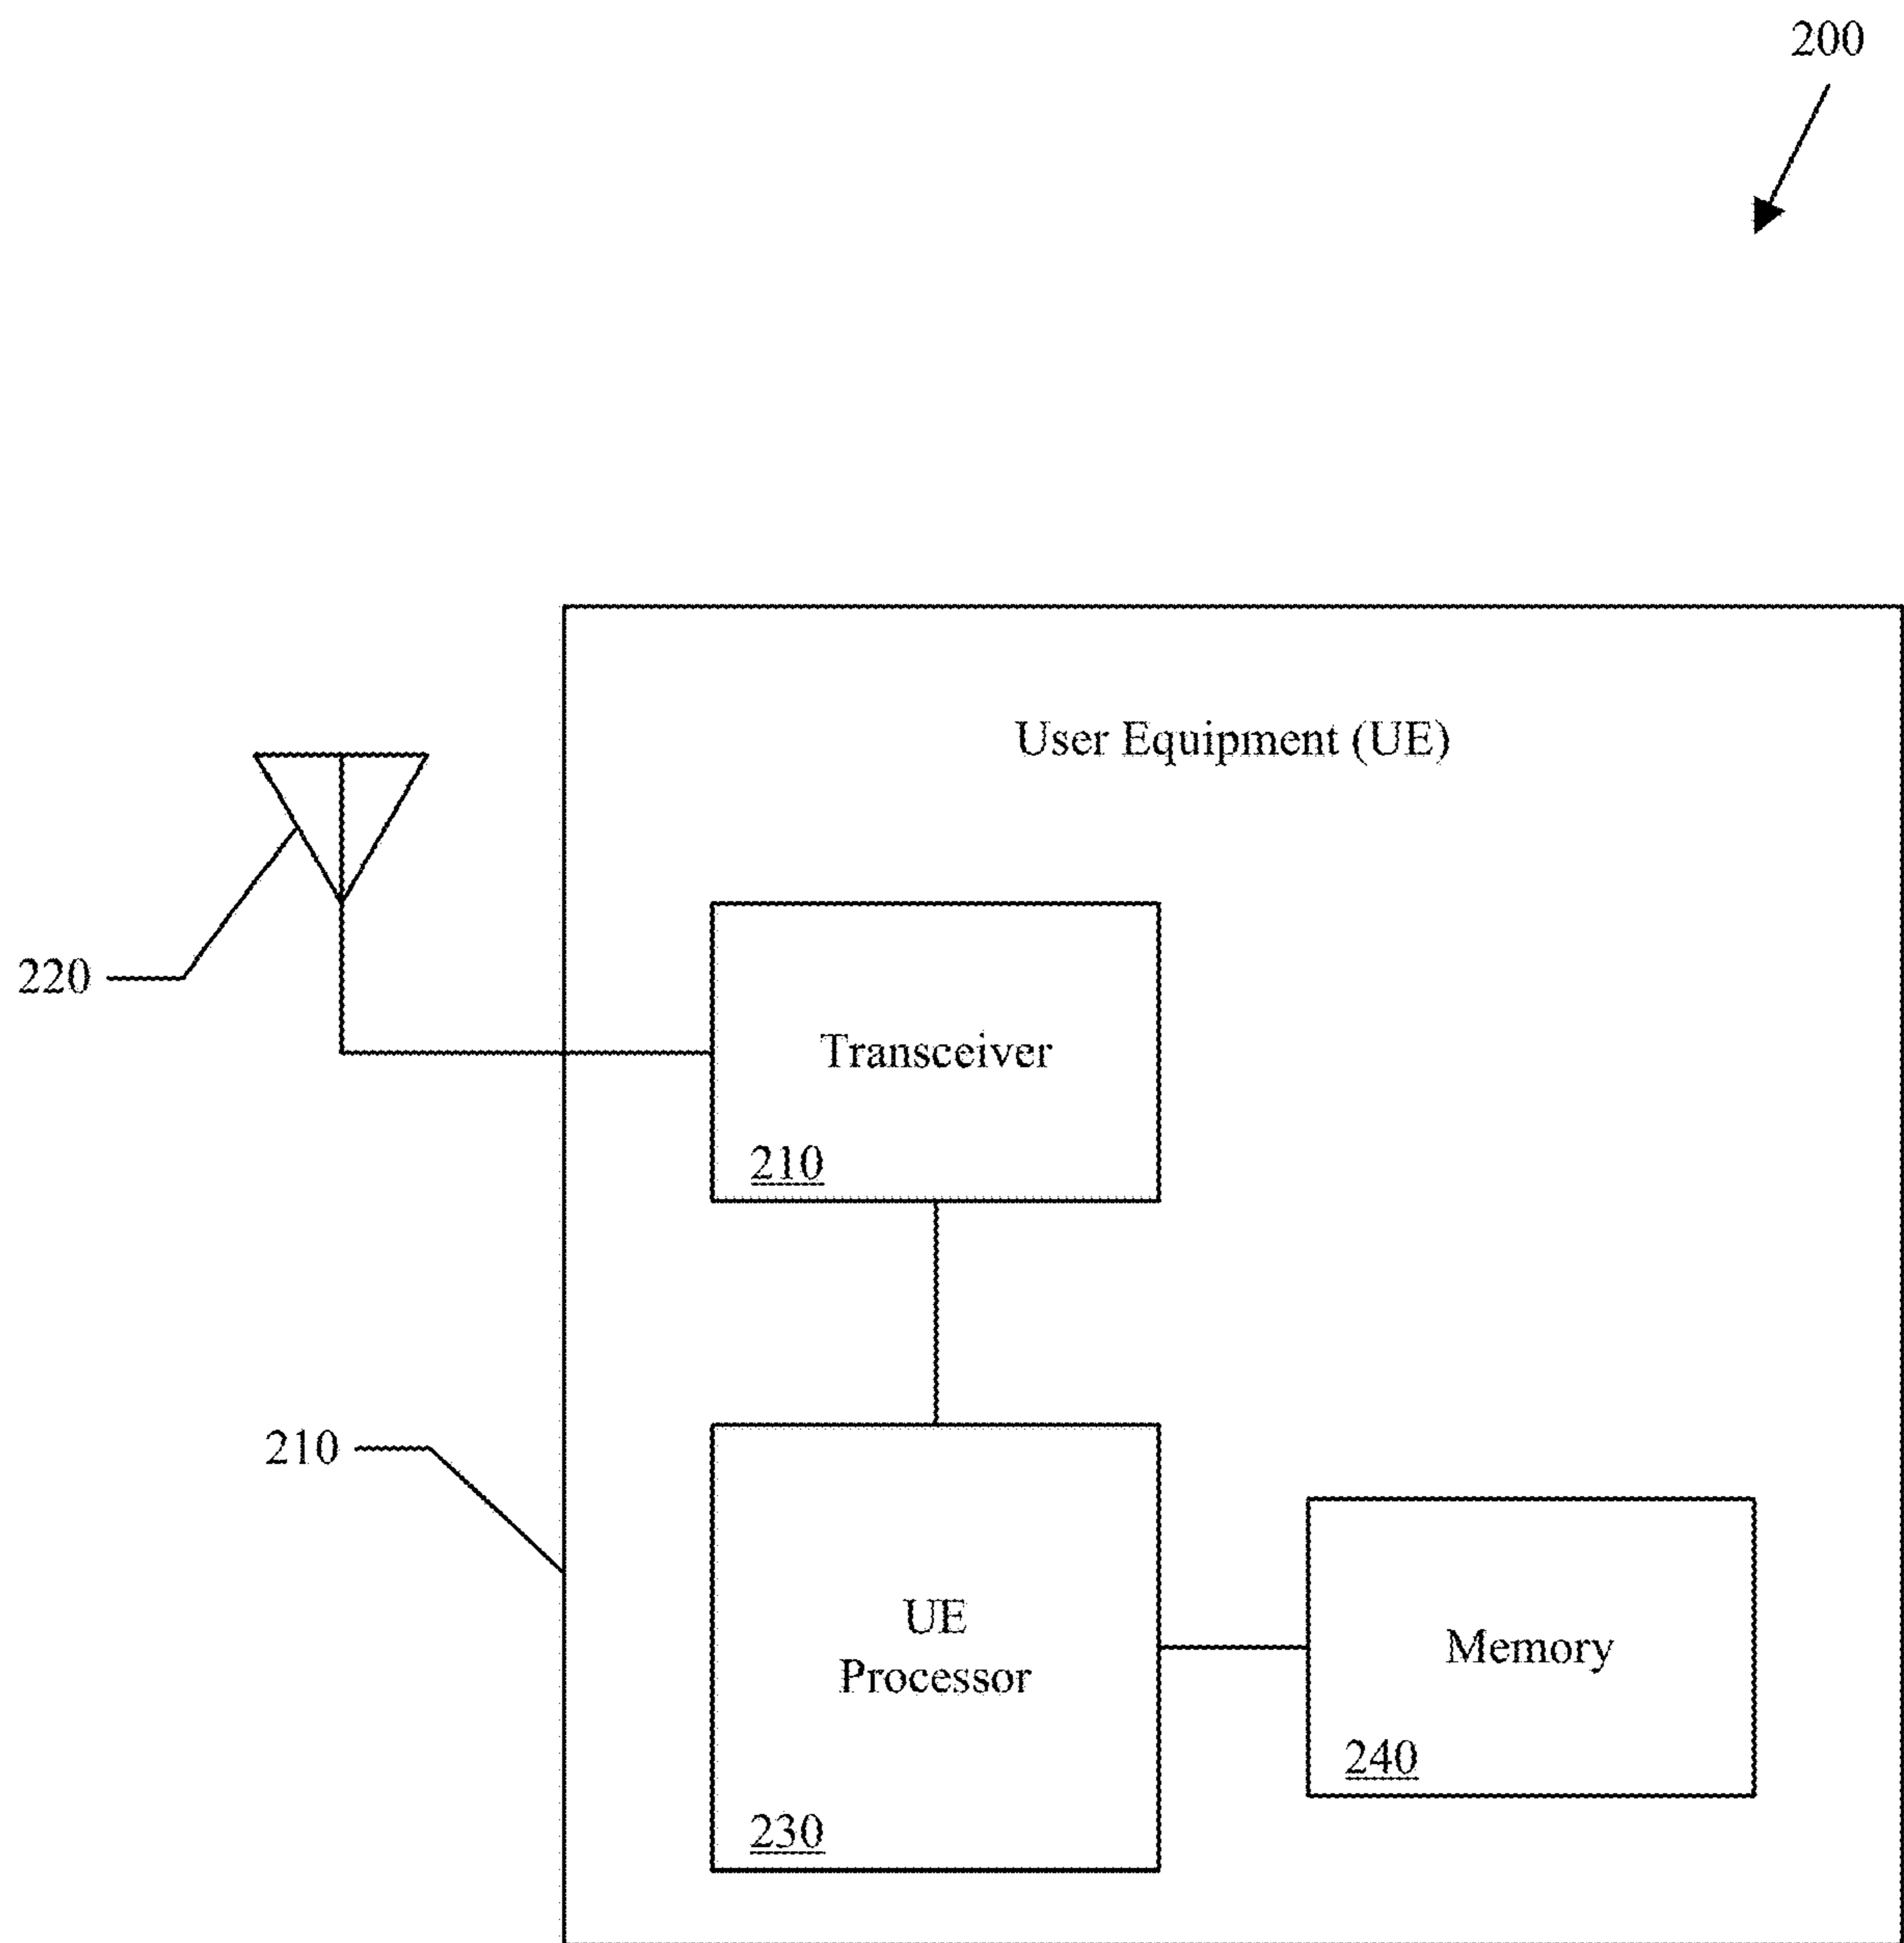 200
User Equipment (UE)
220
Transceiver
210
210
UE
Processor
230
Memory
240